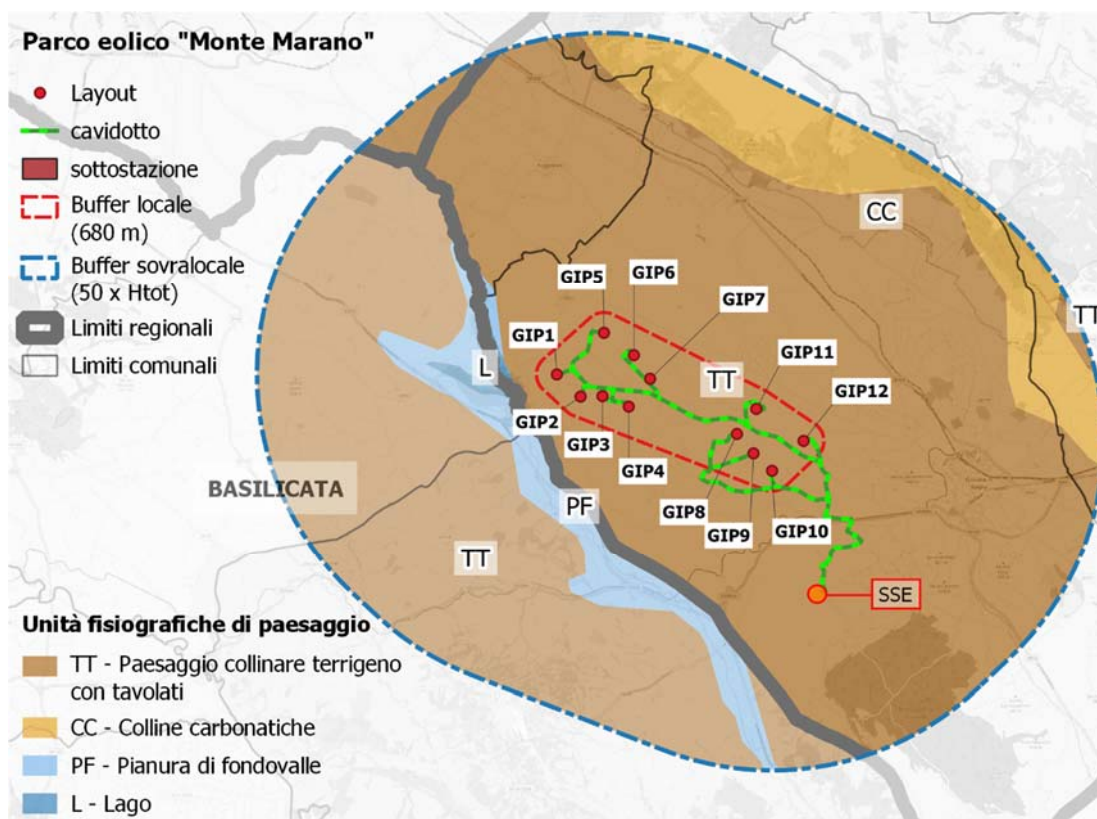 Parco eolico "Monte Marano"
Layout
cavidotto
sottostazione
Buffer locale
(680 m)
Buffer sovralocale
(50 x Htot)
Limiti regionali
Limiti comunali
CC
TT
GIP5
GIP6
GIP7
GIP1
L
TT
GIP11
GIP12
GIP2
GIP3
GIP4
BASILICATA
PF
GIP8
GIP9
GIP10
TT
SSE
Unità fisiografiche di paesaggio
TT - Paesaggio collinare terrigeno
con tavolati
CC - Colline carbonatiche
PF - Pianura di fondovalle
L - Lago